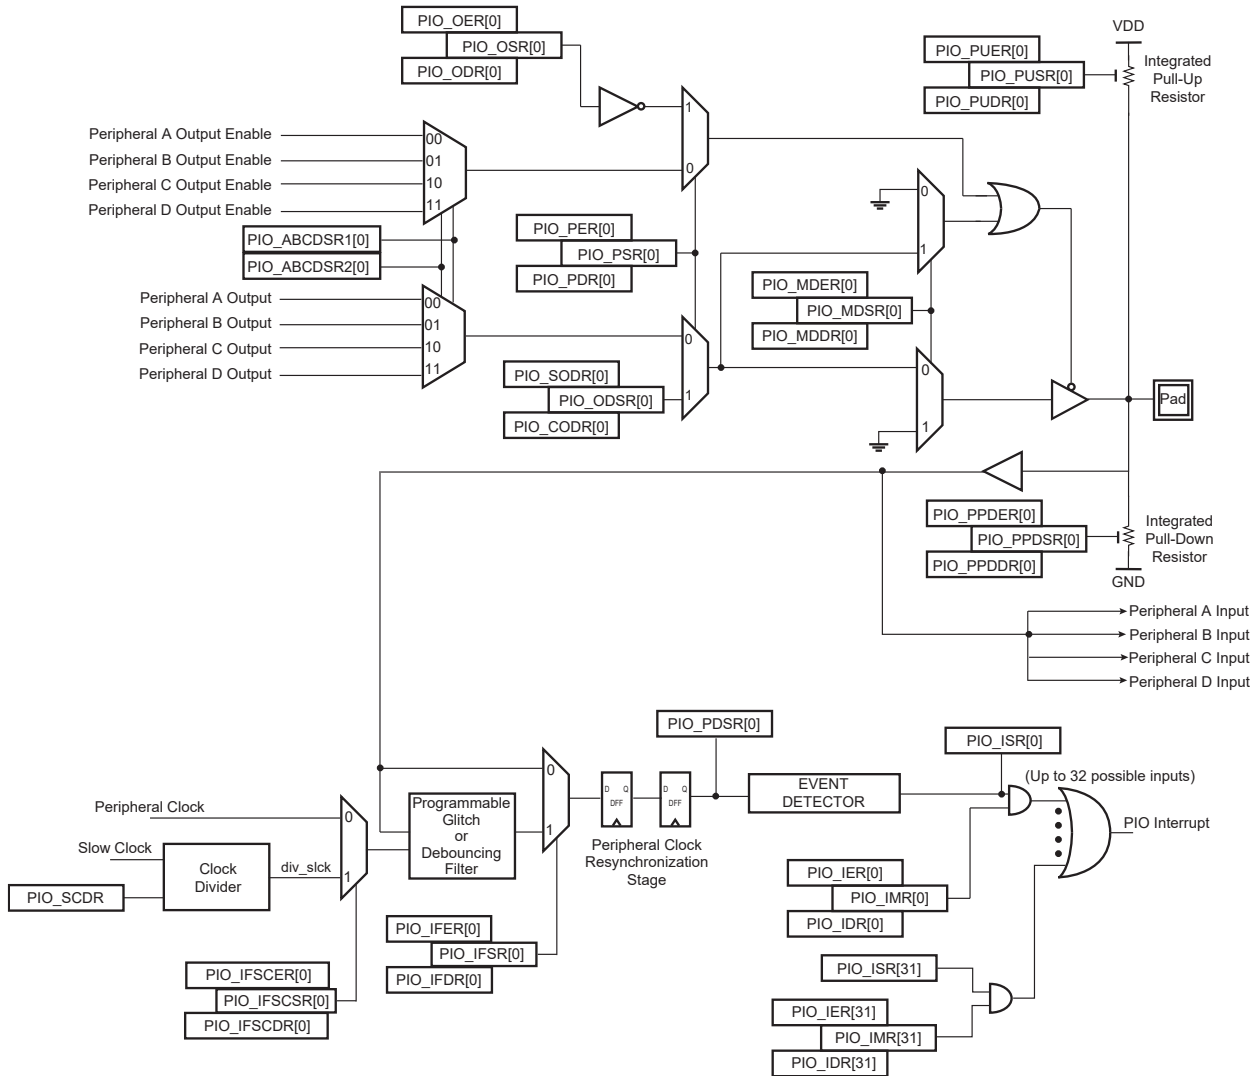 PIO_OER[0]
PIO_OSR[0]
PIO_ODR[0]
VDD
PIO_PUER[0]
PIO_PUSR[0]
PIO_PUDR[0]
Integrated
Pull-Up
Resistor
1
0
Peripheral A Output Enable
Peripheral B Output Enable
Peripheral C Output Enable
Peripheral D Output Enable
00
01
10
11
PIO_ABCDSR1[0]
PIO_ABCDSR2[0]
PIO_PER[0]
PIO_PSR[0]
PIO_PDR[0]
0
1
PIO_MDER[0]
PIO_MDSR[0]
PIO_MDDR[0]
Peripheral A Output
Peripheral B Output
Peripheral C Output
Peripheral D Output
00
01
10
11
0
1
PIO_SODR[0]
PIO_ODSR[0]
PIO_CODR[0]
0
1
Pad
PIO_PPDER[0]
PIO_PPDSR[0]
PIO_PPDDR[0]
Integrated
Pull-Down
Resistor
GND
Peripheral A Input
Peripheral B Input
Peripheral C Input
Peripheral D Input
PIO_PDSR[0]
PIO_ISR[0]
(Up to 32 possible inputs)
EVENT
DETECTOR
PIO Interrupt
0
1
D Q
DFF
D Q
DFF
Peripheral Clock
Resynchronization
Stage
Programmable
Glitch
or
Debouncing
Filter
Peripheral Clock
Slow Clock
Clock
Divider
div_slck
0
1
PIO_SCDR
PIO_IER[0]
PIO_IMR[0]
PIO_IDR[0]
PIO_IFER[0]
PIO_IFSR[0]
PIO_IFDR[0]
PIO_IFSCER[0]
PIO_IFSCSR[0]
PIO_IFSCDR[0]
PIO_ISR[31]
PIO_IER[31]
PIO_IMR[31]
PIO_IDR[31]